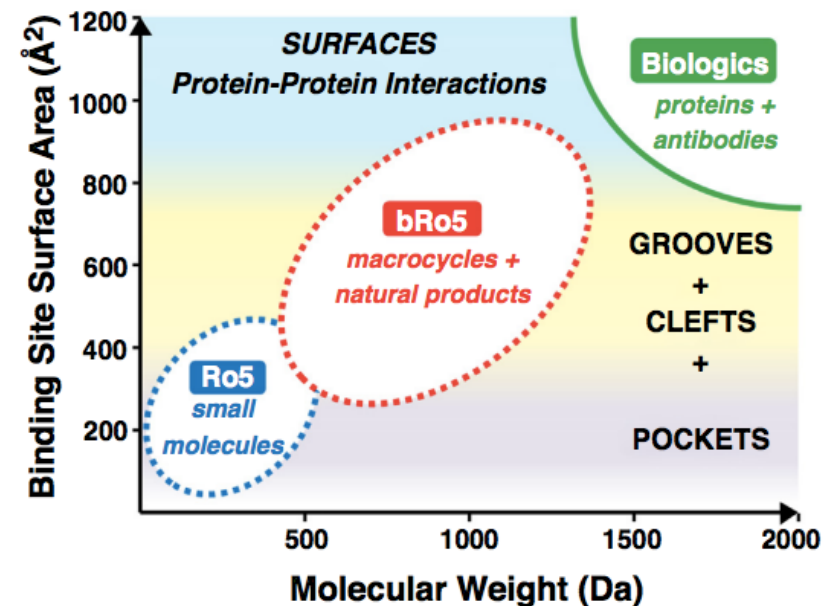 Binding Site Surface Area (Å²)
1200
1000
800
600
400
200
SURFACES
Protein-Protein Interactions
Biologics
proteins +
antibodies
bRo5
macrocycles +
natural products
GROOVES
+
CLEFTS
+
POCKETS
Ro5
small
molecules
500
1000
1500
2000
Molecular Weight (Da)